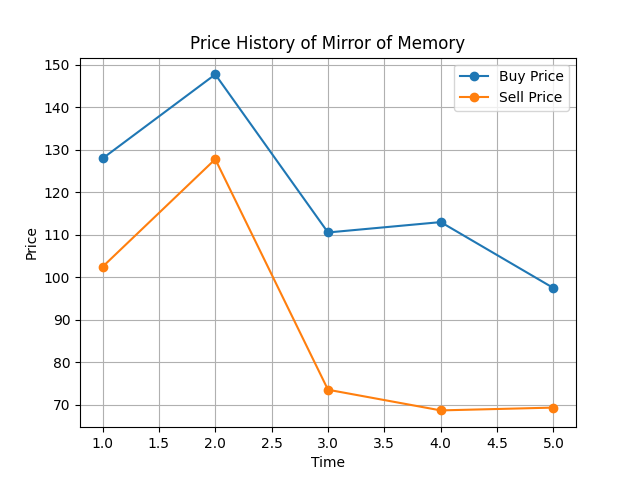 Price History of Mirror of Memory
Buy Price
Sell Price
Price
150
140
130
120
110
100
90
80
70
1.0 1.5 2.0 2.5 3.0 3.5 4.0 4.5 5.0
Time